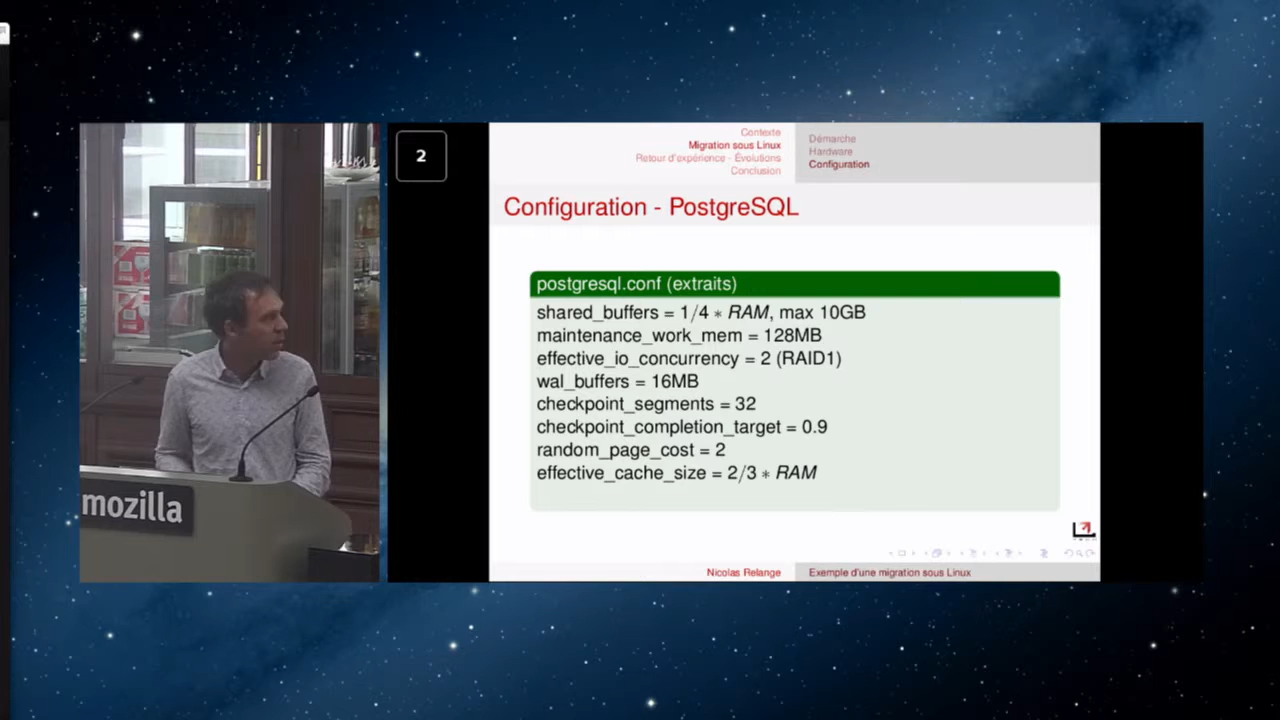 mozilla
2
Contexte
Migration sous Linux
Retour d'expérience - Évolutions
Conclusion
Démarche
Hardware
Configuration
Configuration - PostgreSQL
postgresql.conf (extraits)
shared_buffers = 1/4 ∗ RAM, max 10GB
maintenance_work_mem = 128MB
effective_io_concurrency = 2 (RAID1)
wal_buffers = 16MB
checkpoint_segments = 32
checkpoint_completion_target = 0.9
random_page_cost = 2
effective_cache_size = 2/3 ∗ RAM
Nicolas Relange
Exemple d'une migration sous Linux